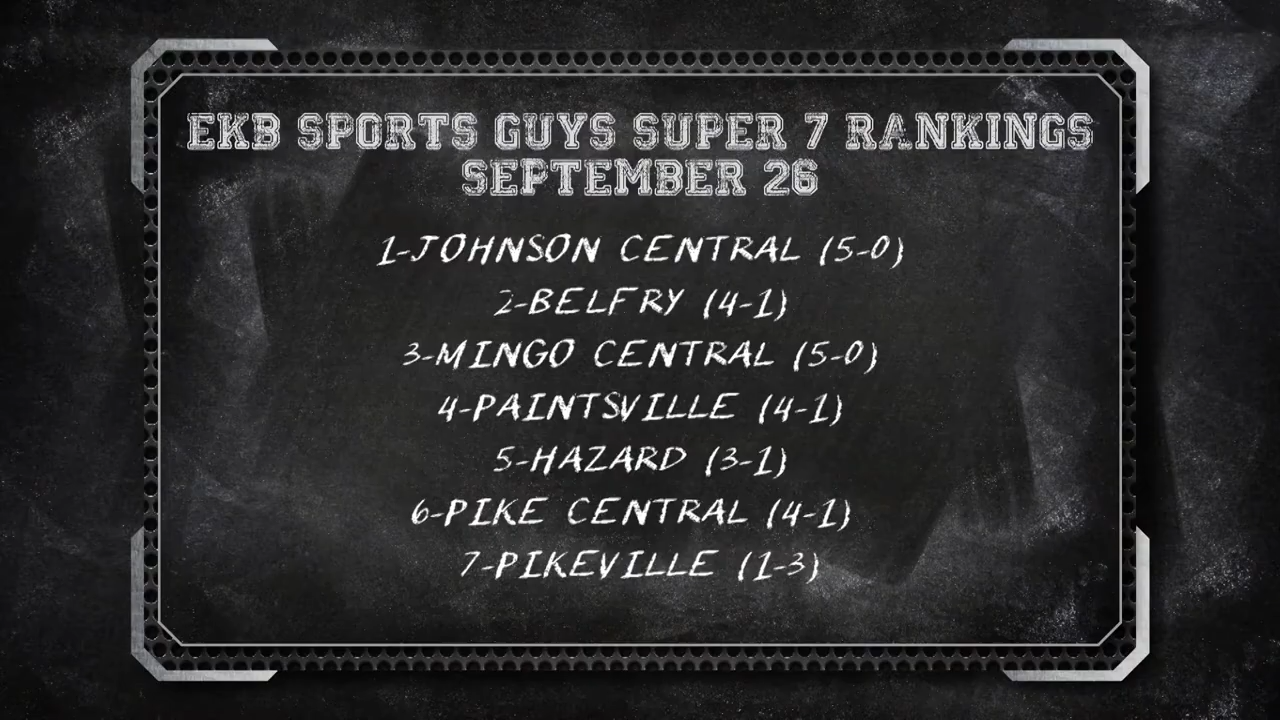 EKB SPORTS GUYS SUPER 7 RANKINGS
SEPTEMBER 26
1-JOHNSON CENTRAL (5-0)
2-BELFRY (4-1)
3-MINGO CENTRAL (5-0)
4-PAINTSVILLE (4-1)
5-HAZARD (3-1)
6-PIKE CENTRAL (4-1)
7-PIKEVILLE (1-3)